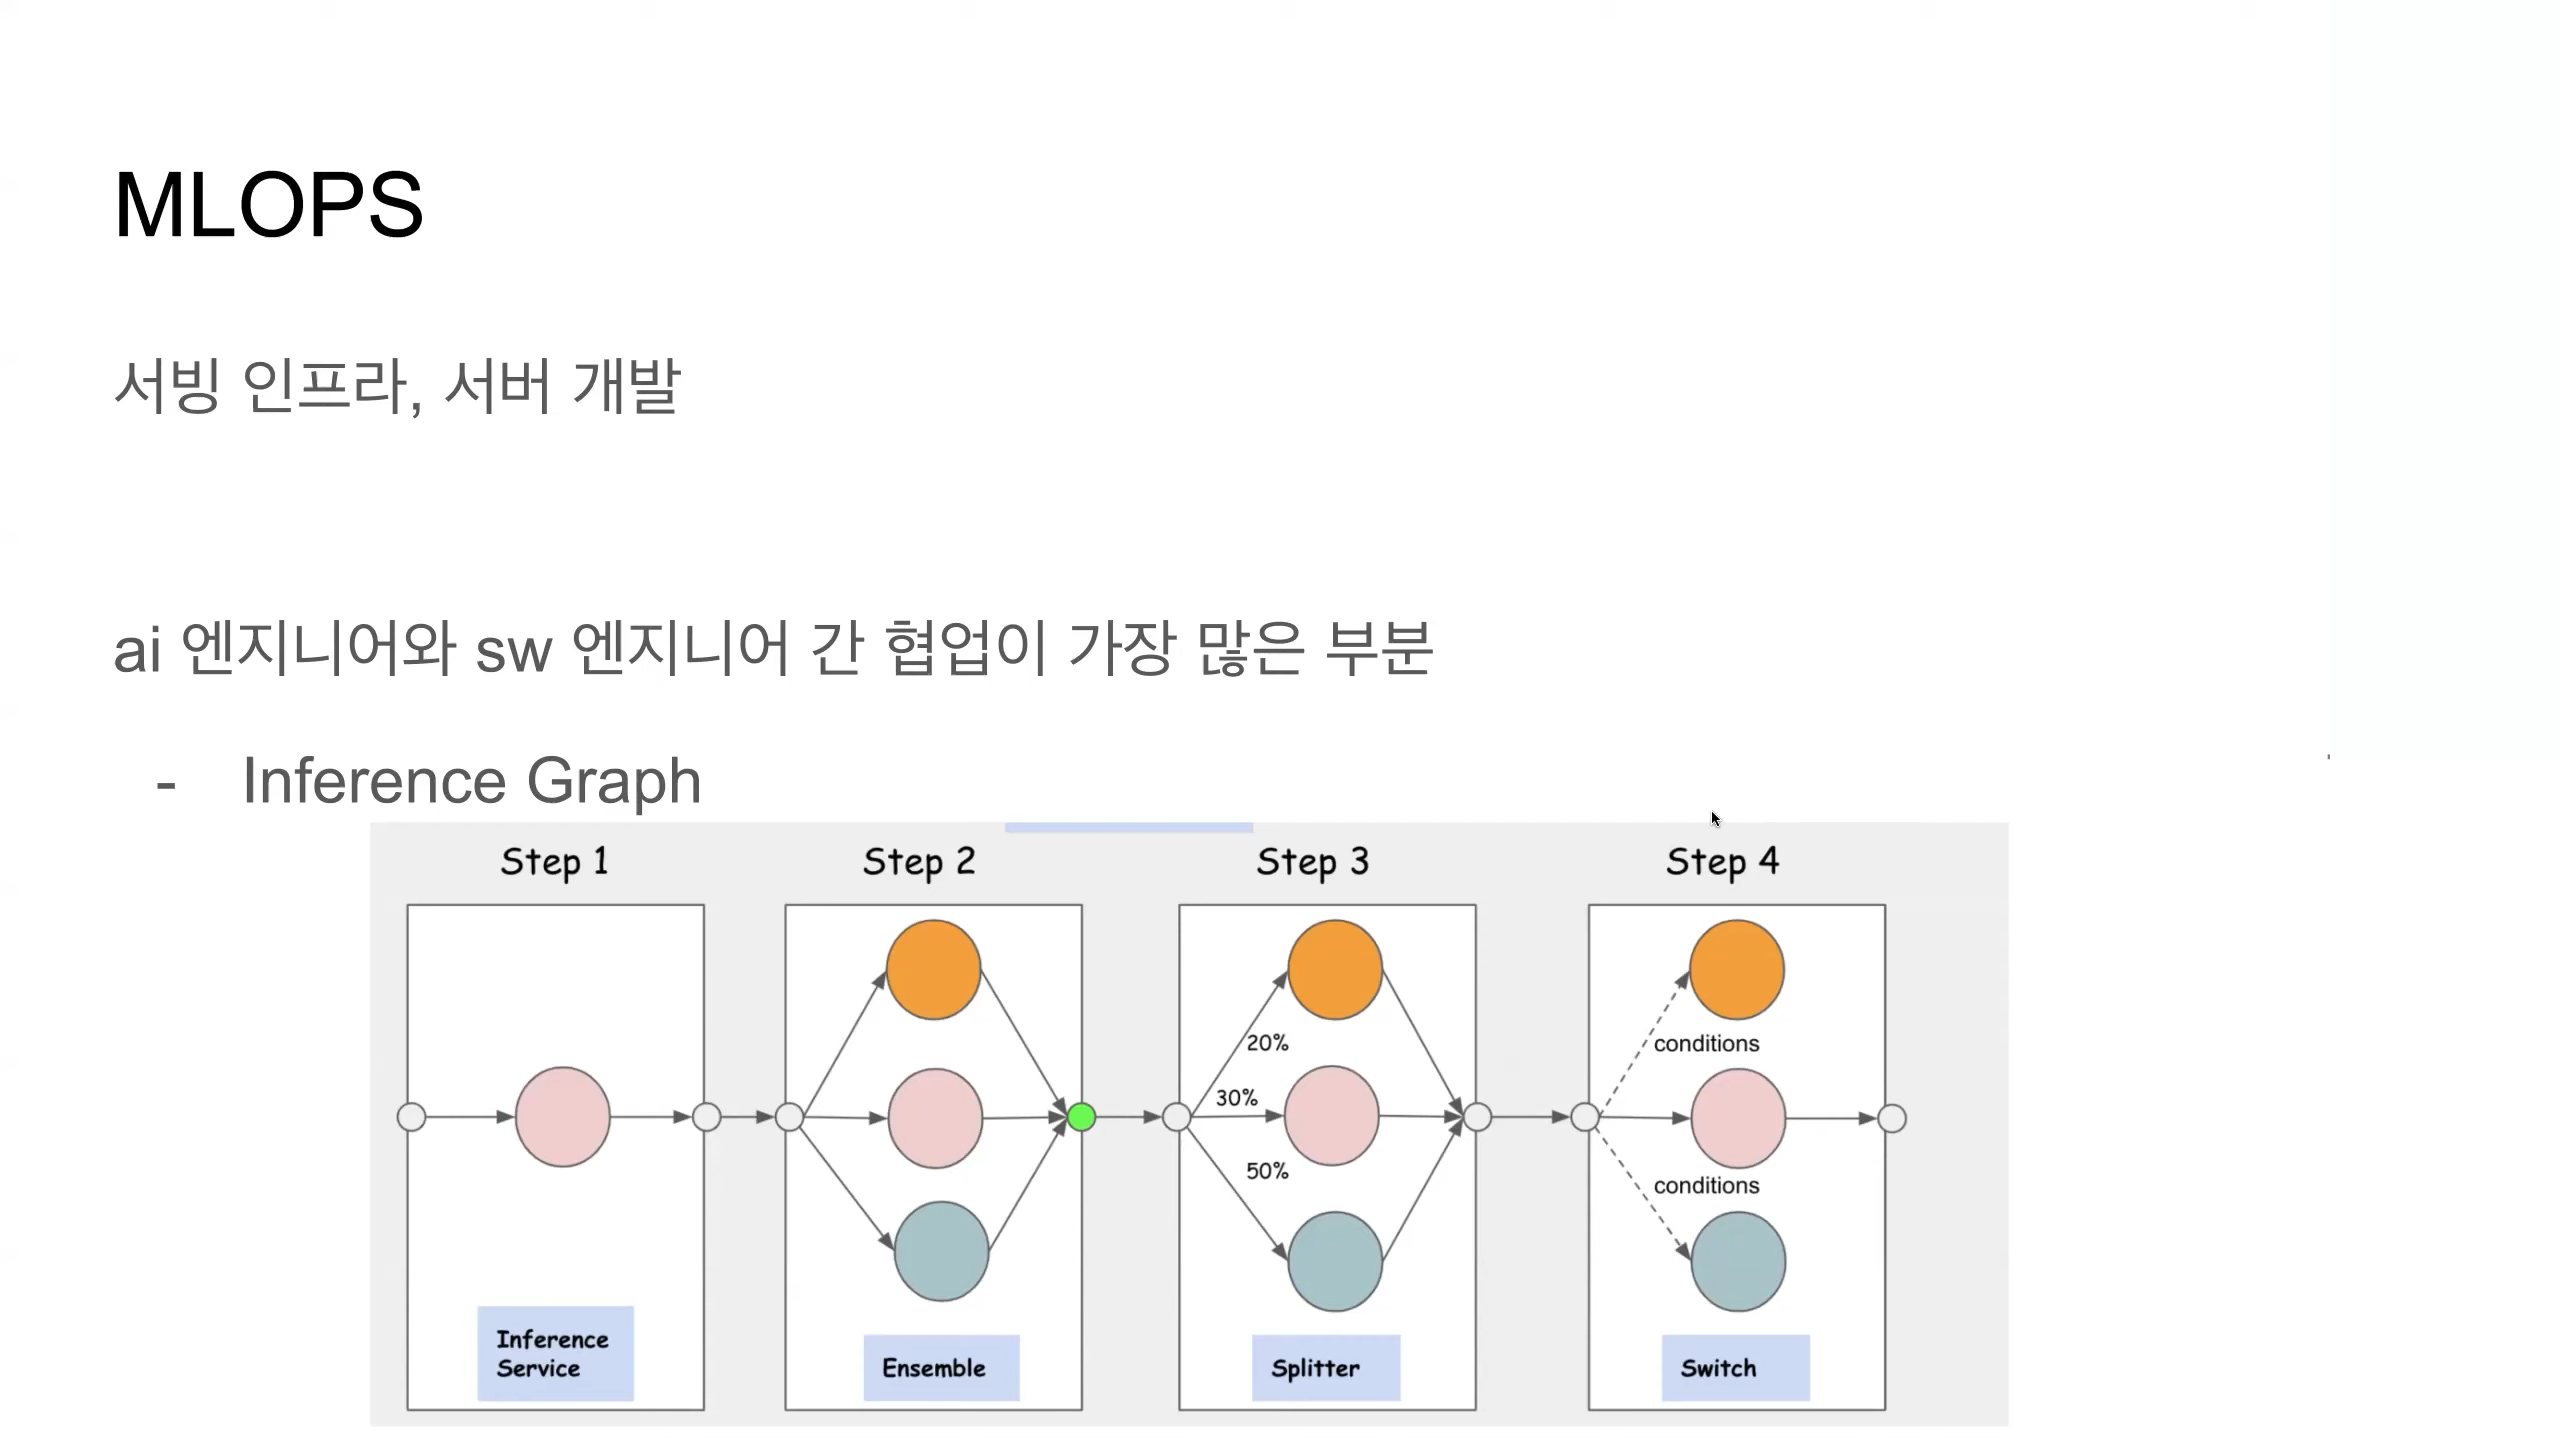 MLOPS
서빙 인프라, 서버 개발
ai 엔지니어와 sw 엔지니어 간 협업이 가장 많은 부분
- Inference Graph
Step 1
Step 2
Step 3
Step 4
20%
30%
50%
conditions
conditions
Inference
Service
Ensemble
Splitter
Switch